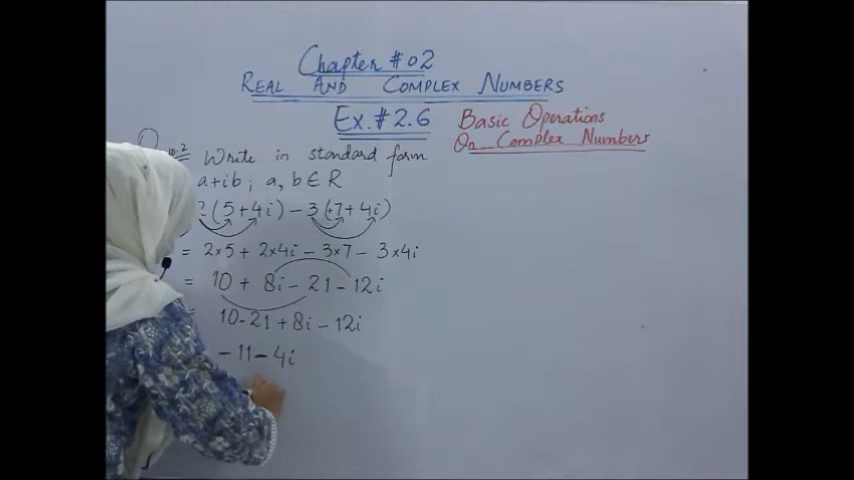 Chapter # 02
REAL AND COMPLEX NUMBERS
Ex.# 2.6
Basic Operations
On Complex Numbers
Write in standard form
a+ib ; a, b ∈ R
2(5+4i) - 3(+7+4i)
= 2×5 + 2×4i - 3×7 - 3×4i
= 10 + 8i - 21 - 12i
10-21 + 8i - 12i
-11-4i